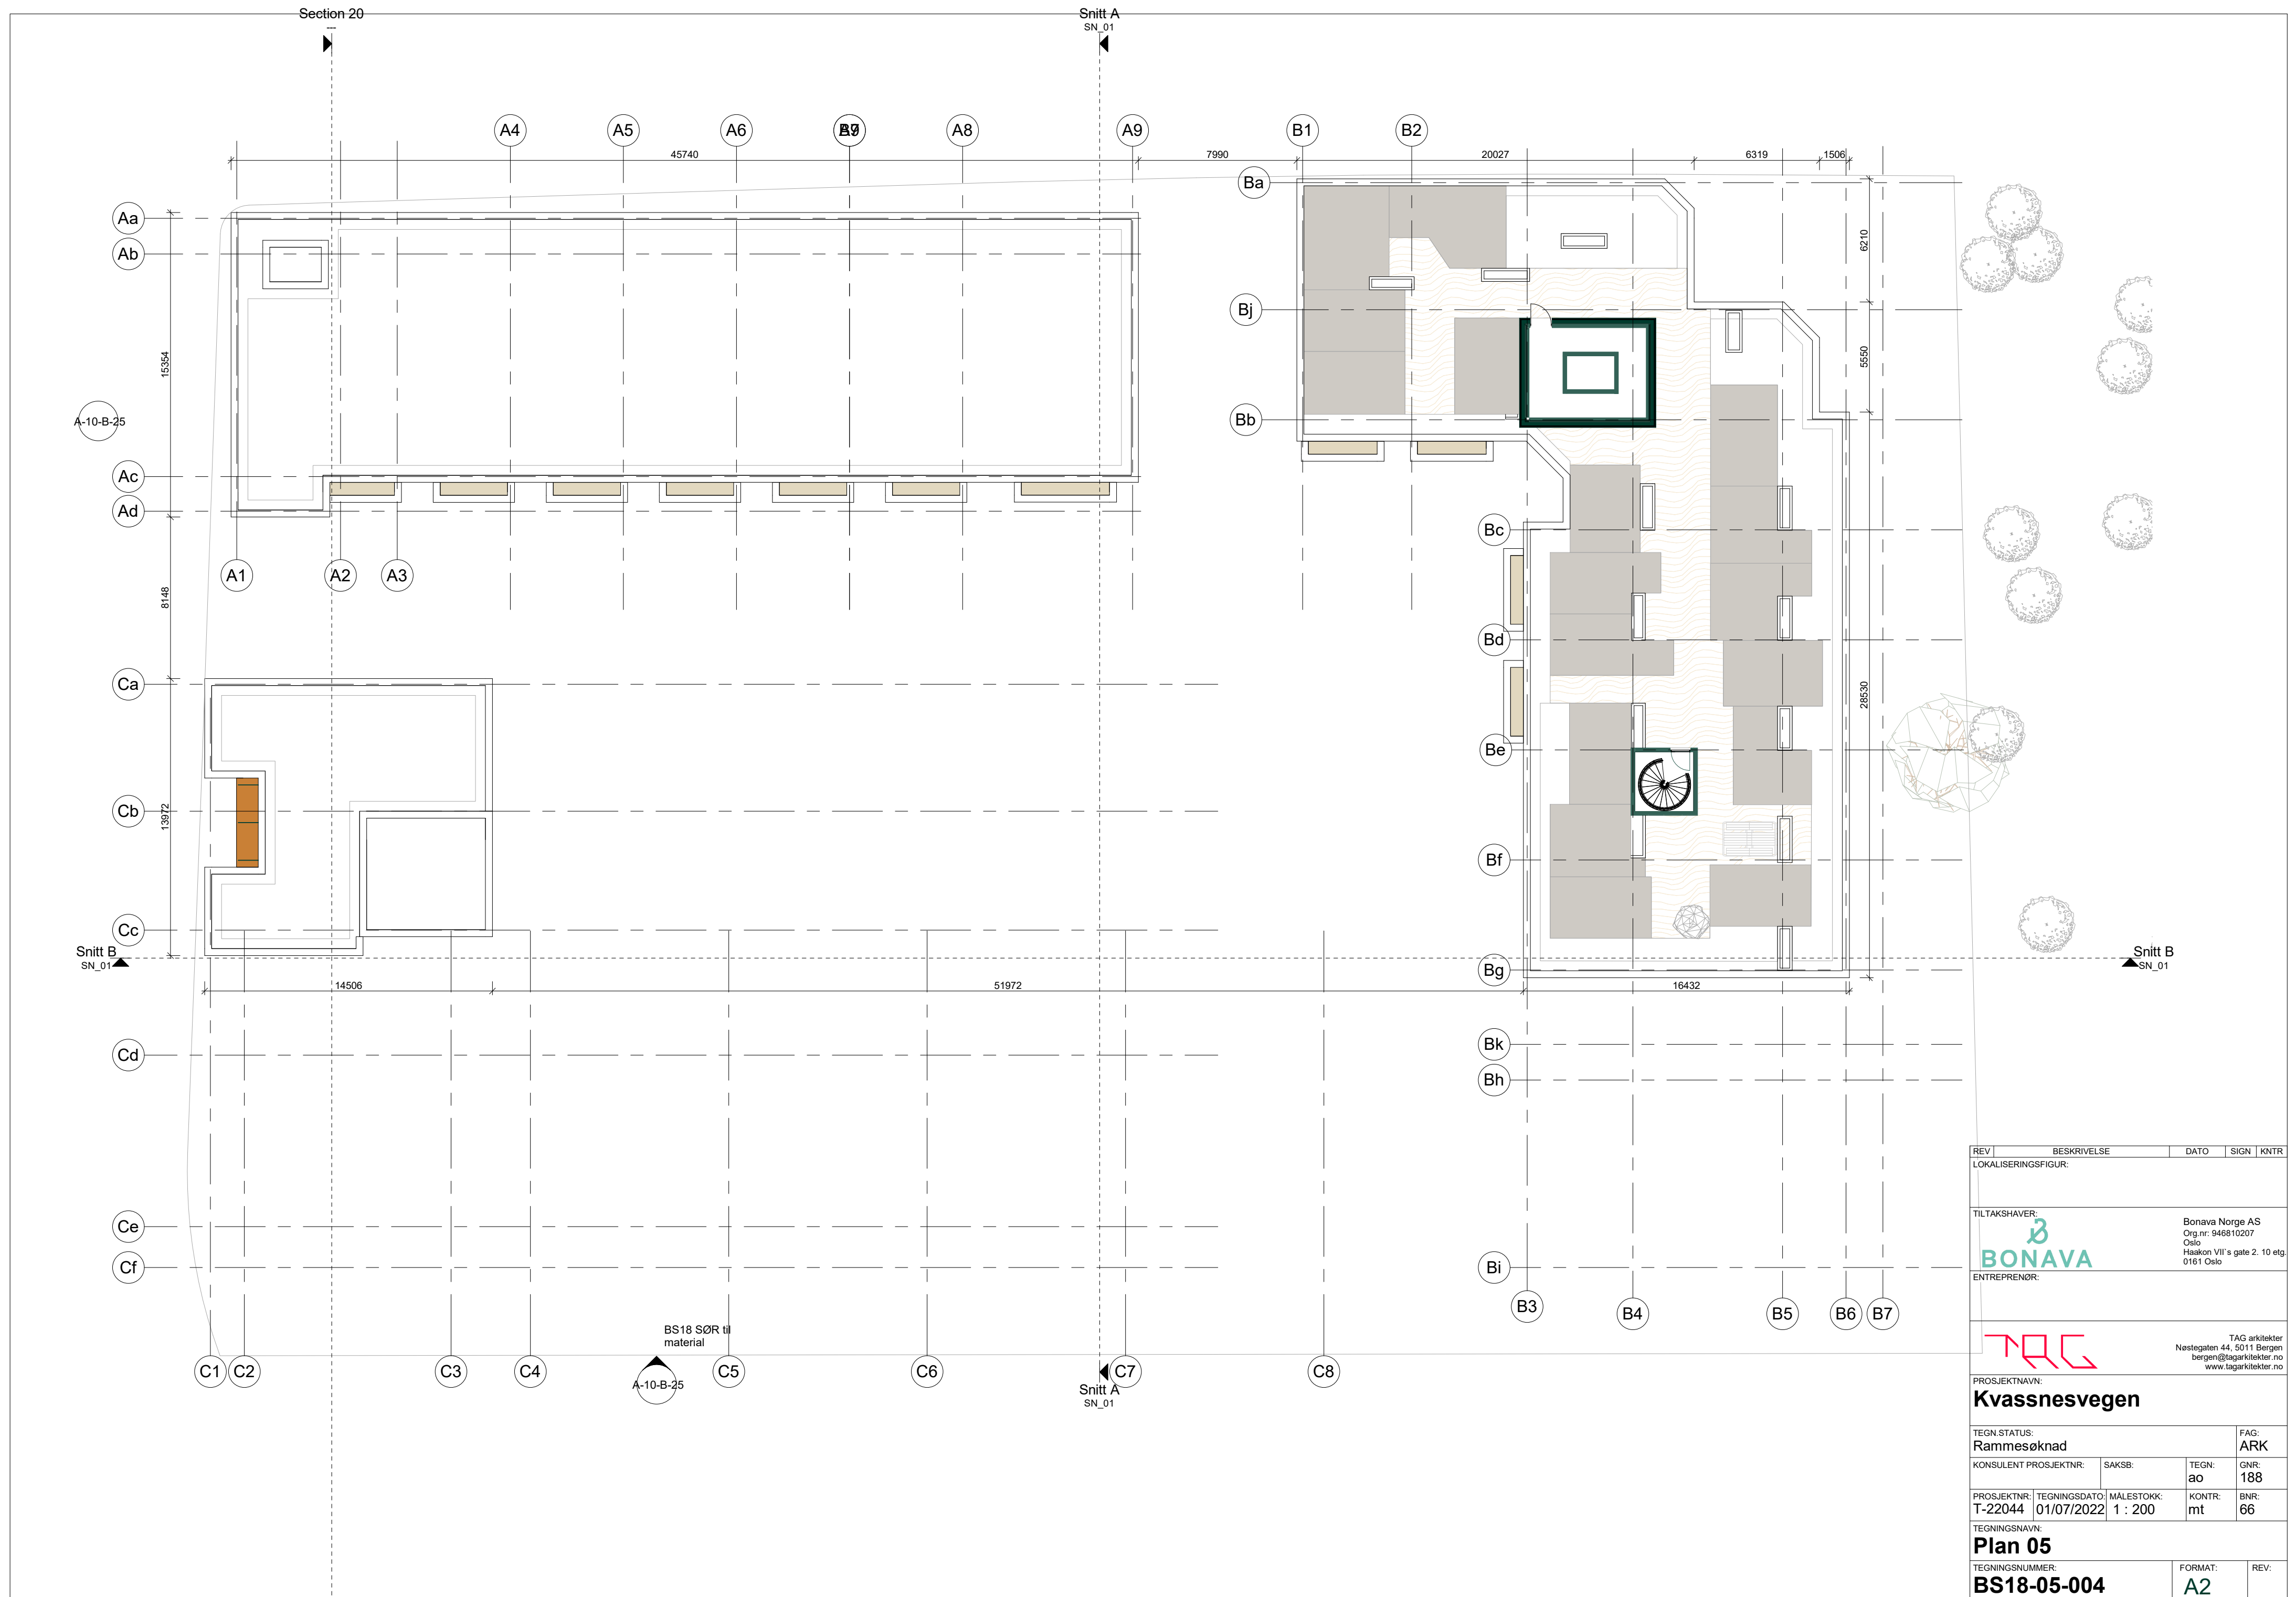 Section 20
---
Snitt A
SN_01
A4
A5
A6
A8
A9
B1
B2
45740
7990
20027
6319
1506
Aa
Ab
Ac
Ad
15354
8148
13972
A-10-B-25
A1
A2
A3
Ba
Bj
Bb
Bc
Bd
Be
Bf
Bg
Bk
Bh
Bi
6210
5550
28530
Ca
Cb
Cc
Cd
Ce
Cf
Snitt B
SN_01
Snitt B
SN_01
14506
51972
16432
B3
B4
B5
B6
B7
BS18 SØR til
material
A-10-B-25
C1
C2
C3
C4
C5
C6
C7
C8
Snitt A
SN_01
REV BESKRIVELSE DATO SIGN KNTR
LOKALISERINGSFIGUR:
TILTAKSHAVER:
BONAVA
Bonava Norge AS
Org.nr: 946810207
Oslo
Haakon VII`s gate 2. 10 etg.
0161 Oslo
ENTREPRENØR:
TAG
TAG arkitekter
Nøstegaten 44, 5011 Bergen
bergen@tagarkitekter.no
www.tagarkitekter.no
PROSJEKTNAVN:
Kvassnesvegen
TEGN.STATUS: FAG:
Rammesøknad ARK
KONSULENT PROSJEKTNR: SAKSB: TEGN: GNR:
ao 188
PROSJEKTNR: TEGNINGSDATO: MÅLESTOKK: KONTR: BNR:
T-22044 01/07/2022 1 : 200 mt 66
TEGNINGSNAVN:
Plan 05
TEGNINGSNUMMER: FORMAT: REV:
BS18-05-004 A2